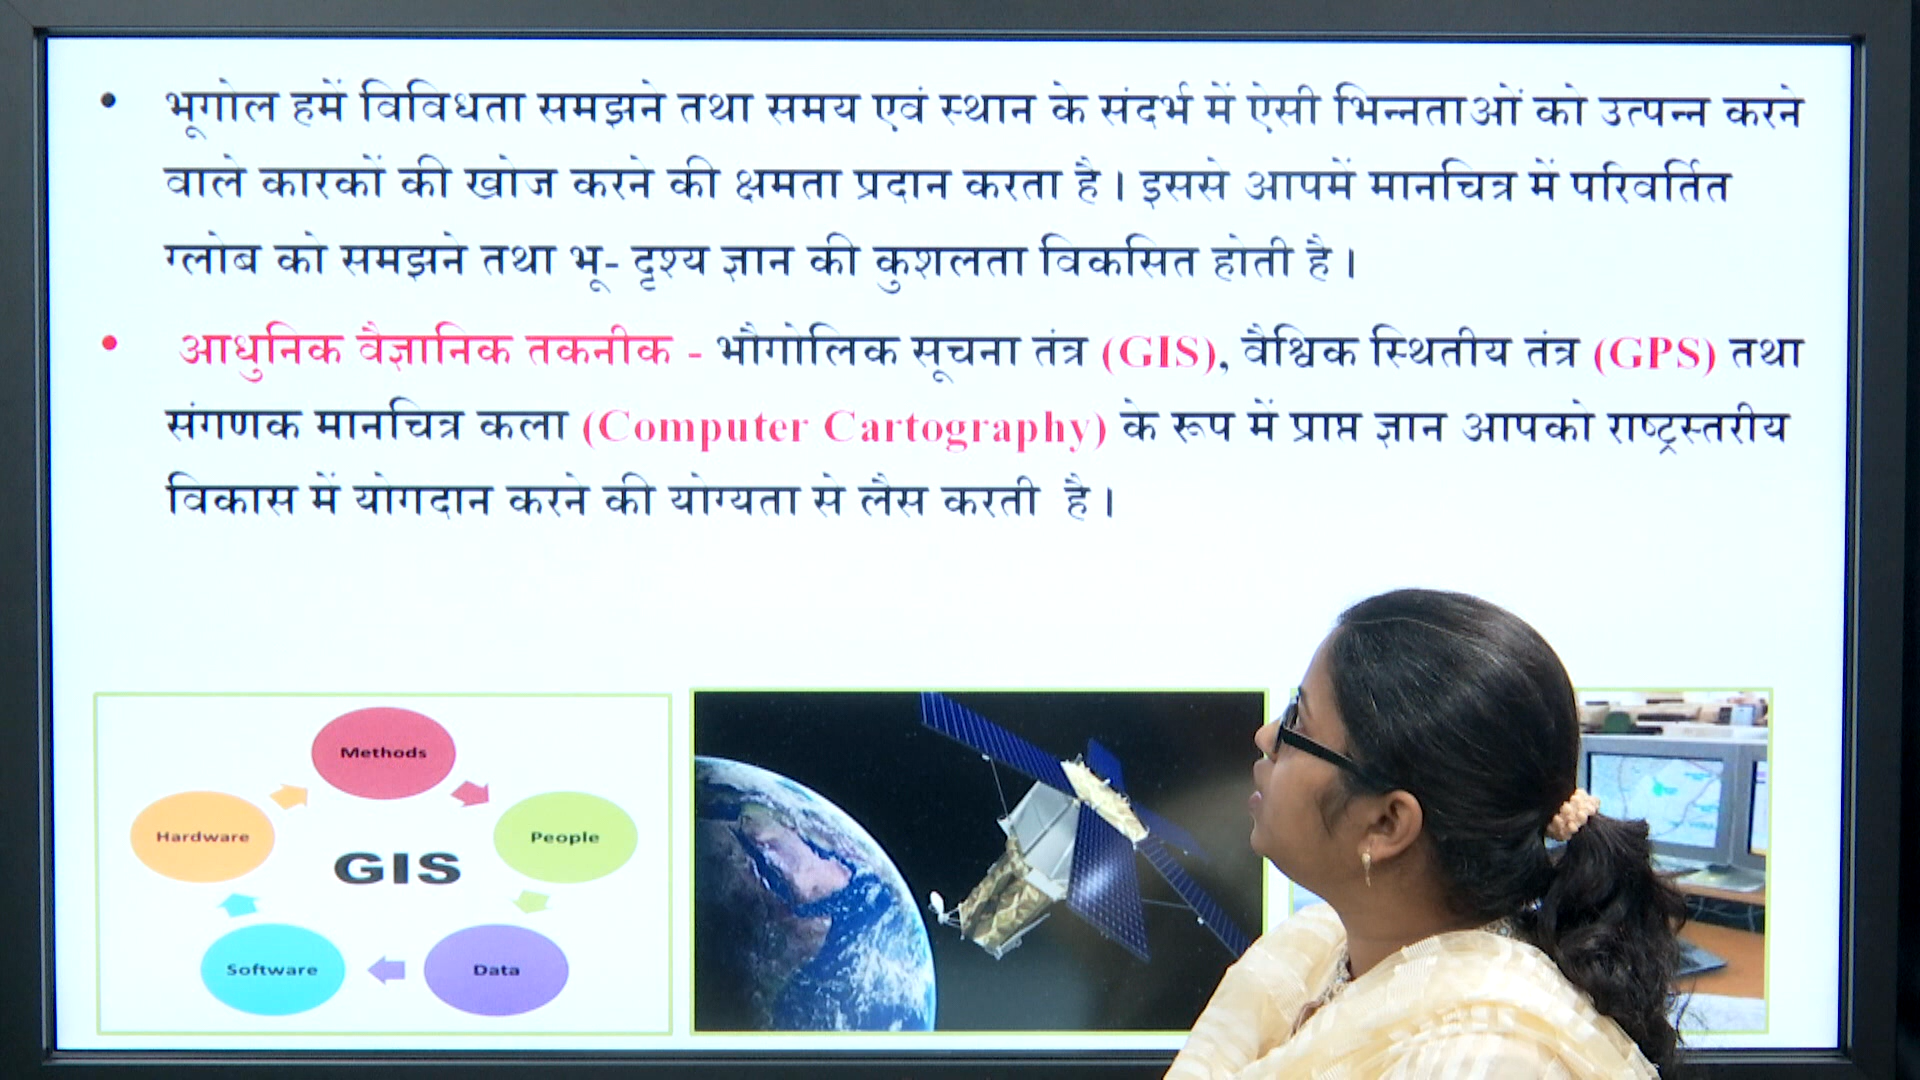 • भूगोल हमें विविधता समझने तथा समय एवं स्थान के संदर्भ में ऐसी भिन्नताओं को उत्पन्न करने
वाले कारकों की खोज करने की क्षमता प्रदान करता है। इससे आपमें मानचित्र में परिवर्तित
ग्लोब को समझने तथा भू- दृश्य ज्ञान की कुशलता विकसित होती है।
• आधुनिक वैज्ञानिक तकनीक - भौगोलिक सूचना तंत्र (GIS), वैश्विक स्थितीय तंत्र (GPS) तथा
संगणक मानचित्र कला (Computer Cartography) के रूप में प्राप्त ज्ञान आपको राष्ट्रस्तरीय
विकास में योगदान करने की योग्यता से लैस करती है।
Methods
Hardware
People
GIS
Software
Data